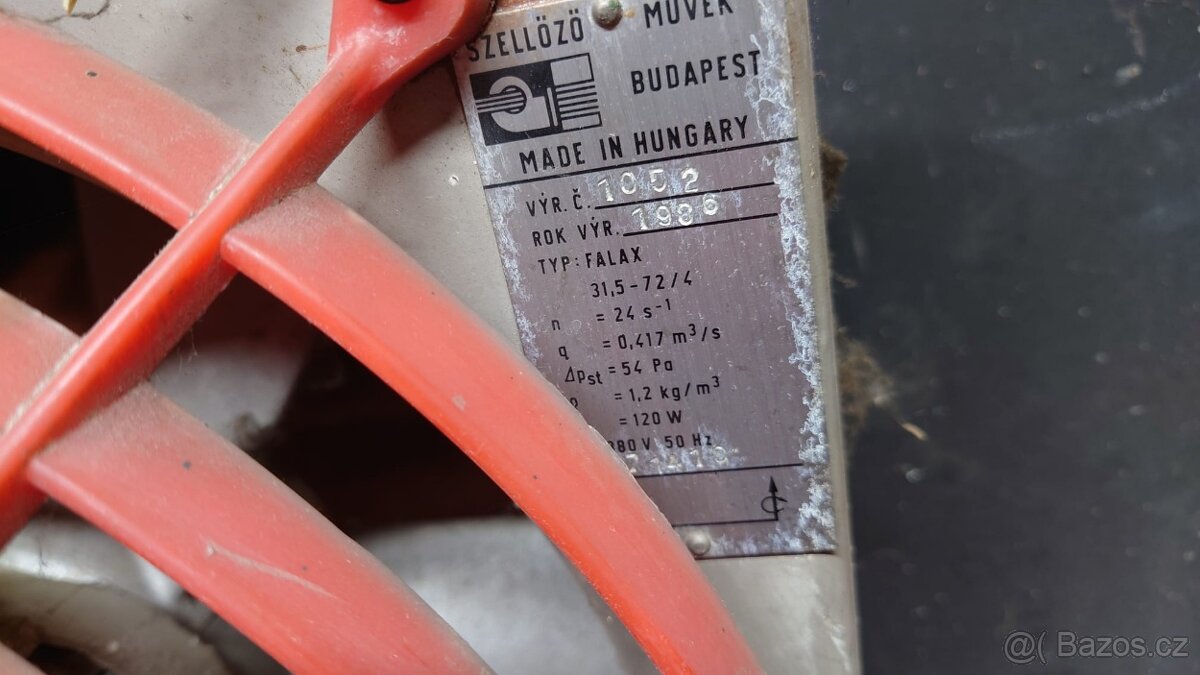 SZELLŐZŐ MŰVEK
BUDAPEST
MADE IN HUNGARY
VÝR. Č. 1052
ROK VÝR. 1986
TYP: FALAX
31,5-72/4
n = 24 s⁻¹
q = 0,417 m³/s
Δpst = 54 Pa
= 1,2 kg/m³
= 120 W
80 V 50 Hz
@( Bazos.cz